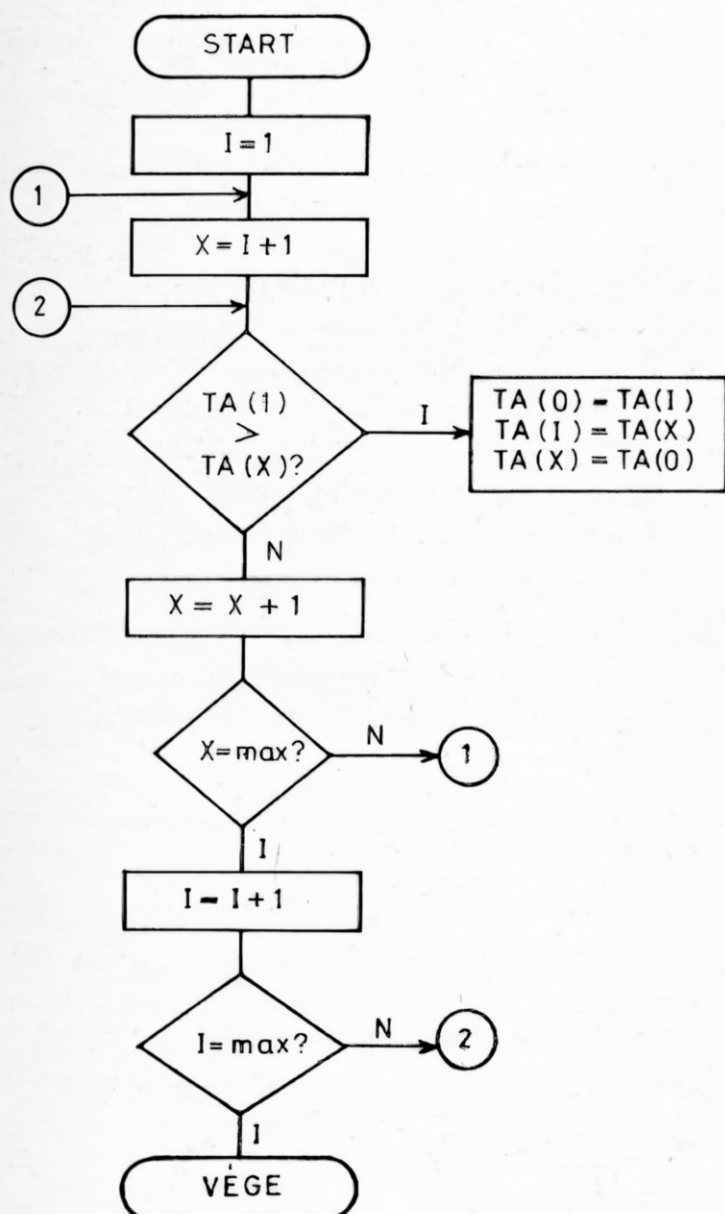 START
I = 1
1
X = I + 1
2
TA (1)
>
TA (X)?
I
TA (0) - TA(I)
TA (I) = TA(X)
TA (X) = TA(0)
N
X = X + 1
X=max?
N
1
I
I - I + 1
I=max?
N
2
I
VÉGE